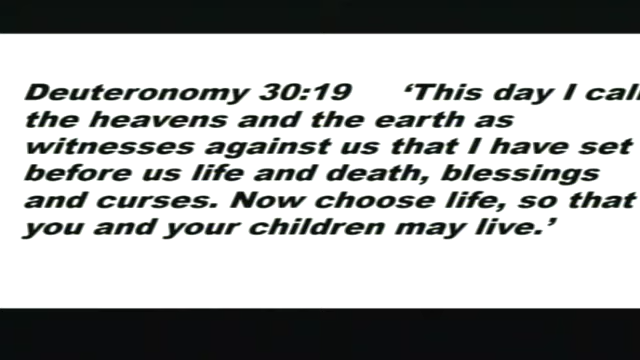 Deuteronomy 30:19 ‘This day I call
the heavens and the earth as
witnesses against us that I have set
before us life and death, blessings
and curses. Now choose life, so that
you and your children may live.’